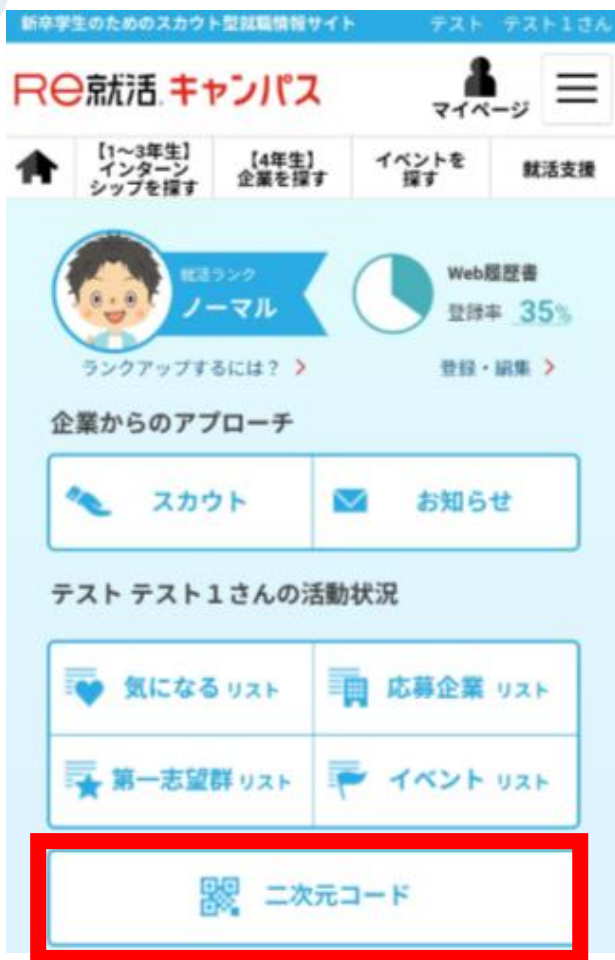 新卒学生のためのスカウト型就職情報サイト
テスト テスト1さん
Re就活.キャンパス
マイページ
【1~3年生】
インターン
シップを探す
【4年生】
企業を探す
イベントを
探す
就活支援
就活ランク
ノーマル
Web履歴書
登録率 35%
ランクアップするには?
登録・編集
企業からのアプローチ
スカウト
お知らせ
テスト テスト1さんの活動状況
気になる リスト
応募企業 リスト
第一志望群 リスト
イベント リスト
二次元コード